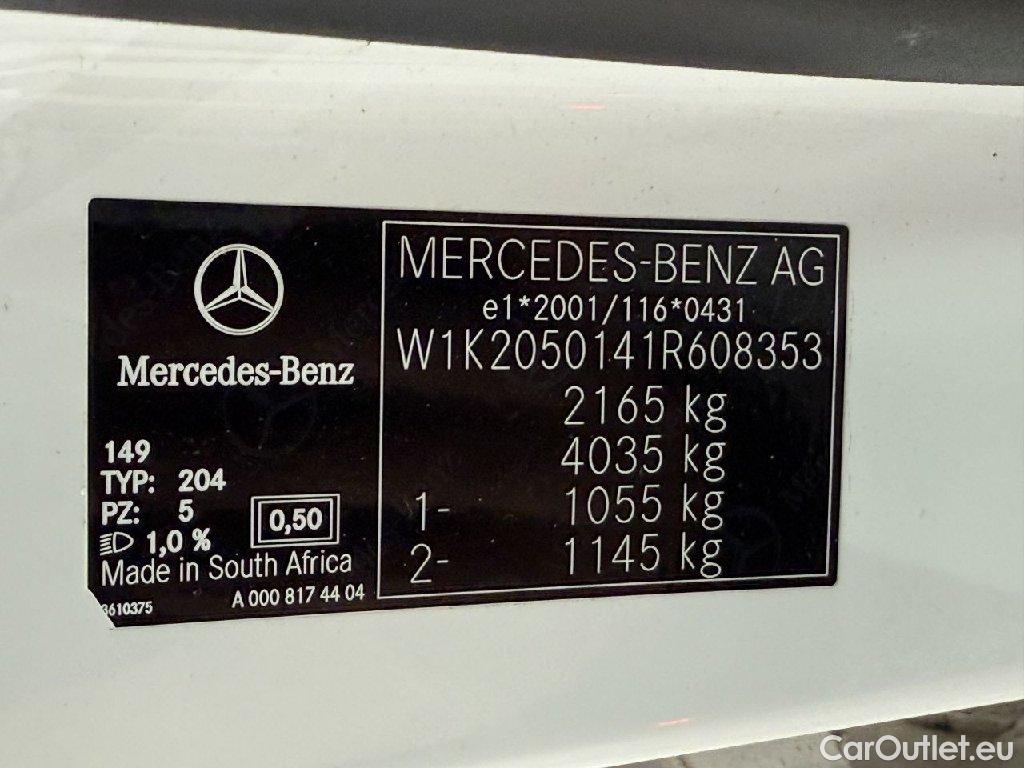 Mercedes-Benz
149
TYP: 204
PZ: 5
1,0 %
0,50
Made in South Africa
3610375
A 000 817 44 04
MERCEDES-BENZ AG
e1*2001/116*0431
W1K2050141R608353
2165 kg
4035 kg
1- 1055 kg
2- 1145 kg
CarOutlet.eu